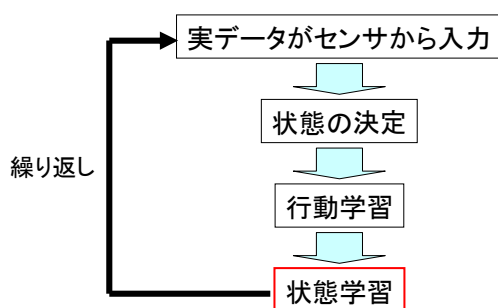 実データがセンサから入力
状態の決定
繰り返し
行動学習
状態学習